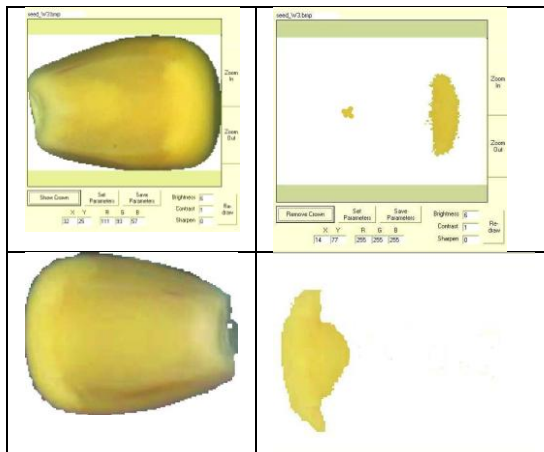 seed_W3.bmp
Zoom In
Zoom Out
Show Crown
Set Parameters
Save Parameters
Brightness 6
Contrast 1
Sharpen 0
Re-draw
X Y R G B
32 25 111 93 57
seed_W3.bmp
Zoom In
Zoom Out
Remove Crown
Set Parameters
Save Parameters
Brightness 6
Contrast 1
Sharpen 0
Re-draw
X Y R G B
14 77 255 255 255